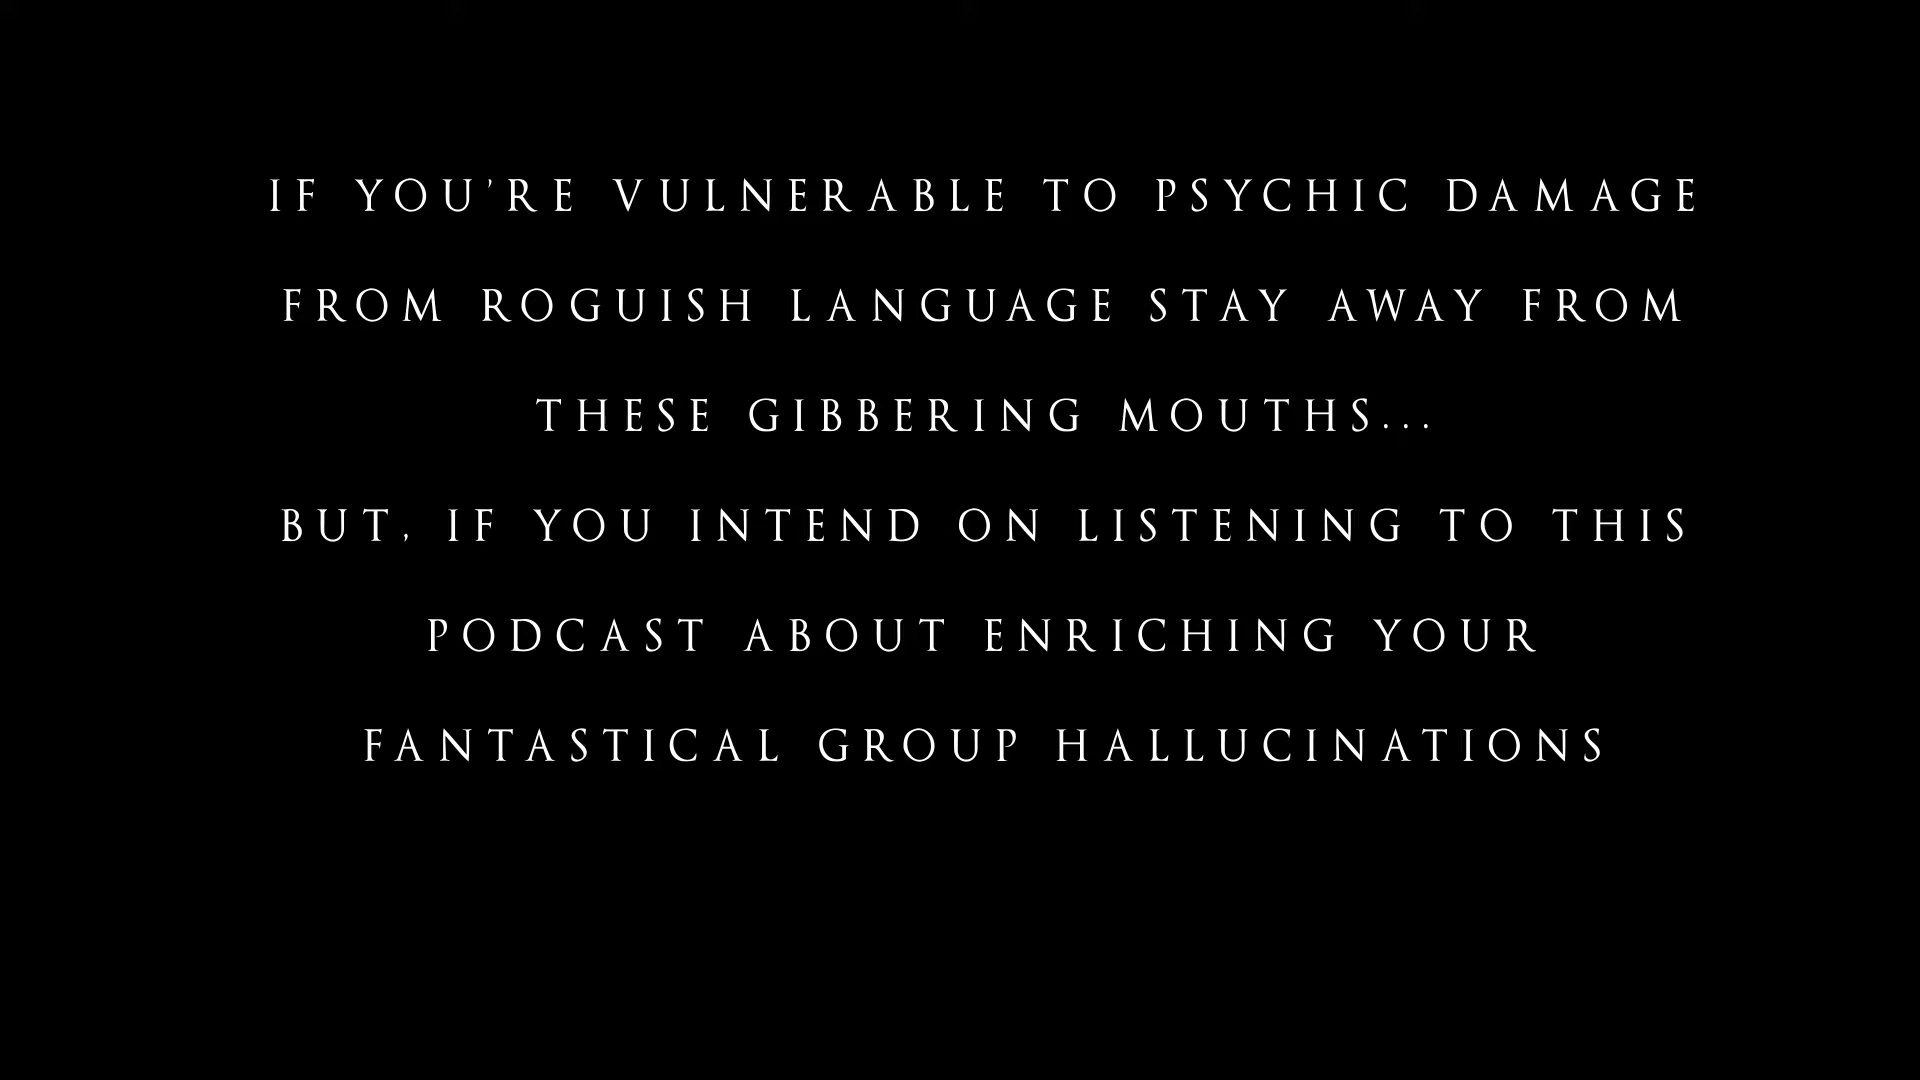 IF YOU'RE VULNERABLE TO PSYCHIC DAMAGE
FROM ROGUISH LANGUAGE STAY AWAY FROM
THESE GIBBERING MOUTHS...
BUT, IF YOU INTEND ON LISTENING TO THIS
PODCAST ABOUT ENRICHING YOUR
FANTASTICAL GROUP HALLUCINATIONS